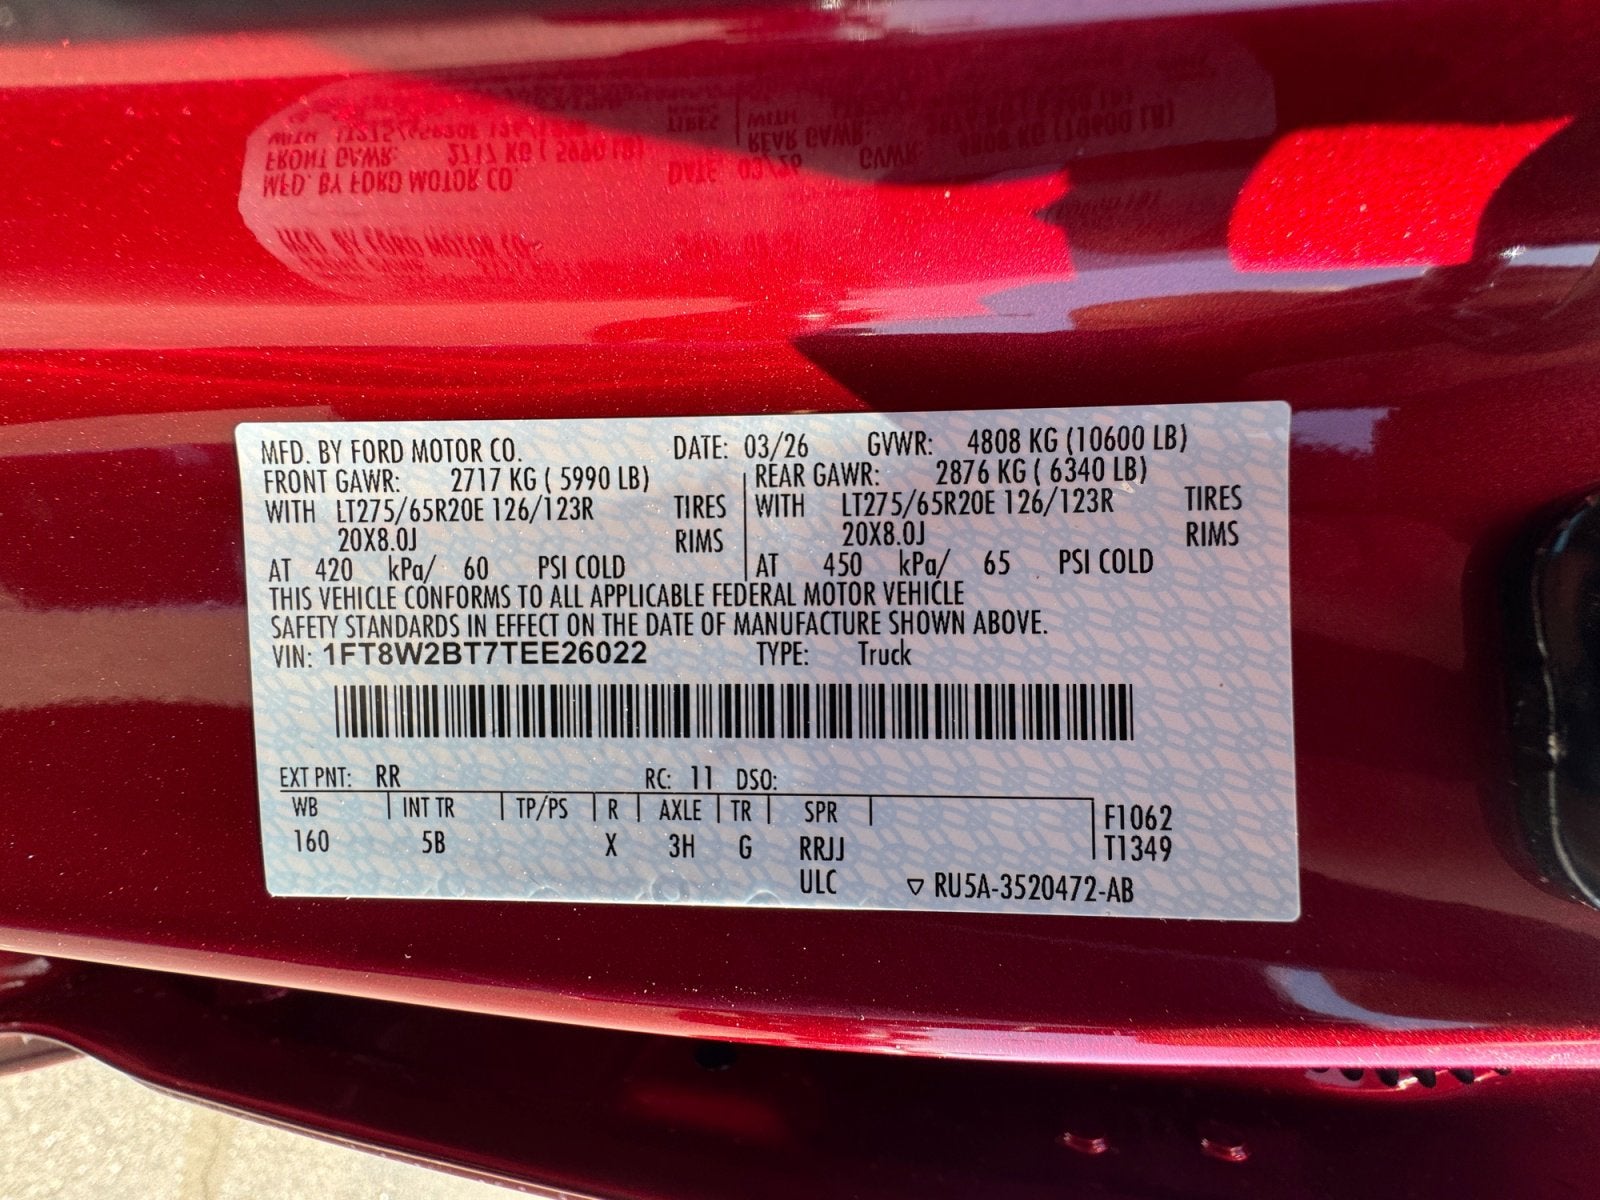 MFD. BY FORD MOTOR CO. DATE: 03/26 GVWR: 4808 KG (10600 LB)
FRONT GAWR: 2717 KG ( 5990 LB) REAR GAWR: 2876 KG ( 6340 LB)
WITH LT275/65R20E 126/123R TIRES WITH LT275/65R20E 126/123R TIRES
20X8.0J RIMS 20X8.0J RIMS
AT 420 kPa/ 60 PSI COLD AT 450 kPa/ 65 PSI COLD
THIS VEHICLE CONFORMS TO ALL APPLICABLE FEDERAL MOTOR VEHICLE
SAFETY STANDARDS IN EFFECT ON THE DATE OF MANUFACTURE SHOWN ABOVE.
VIN: 1FT8W2BT7TEE26022 TYPE: Truck
EXT PNT: RR RC: 11 DSO:
WB INT TR TP/PS R AXLE TR SPR F1062
160 5B X 3H G RRJJ T1349
ULC ▽ RU5A-3520472-AB